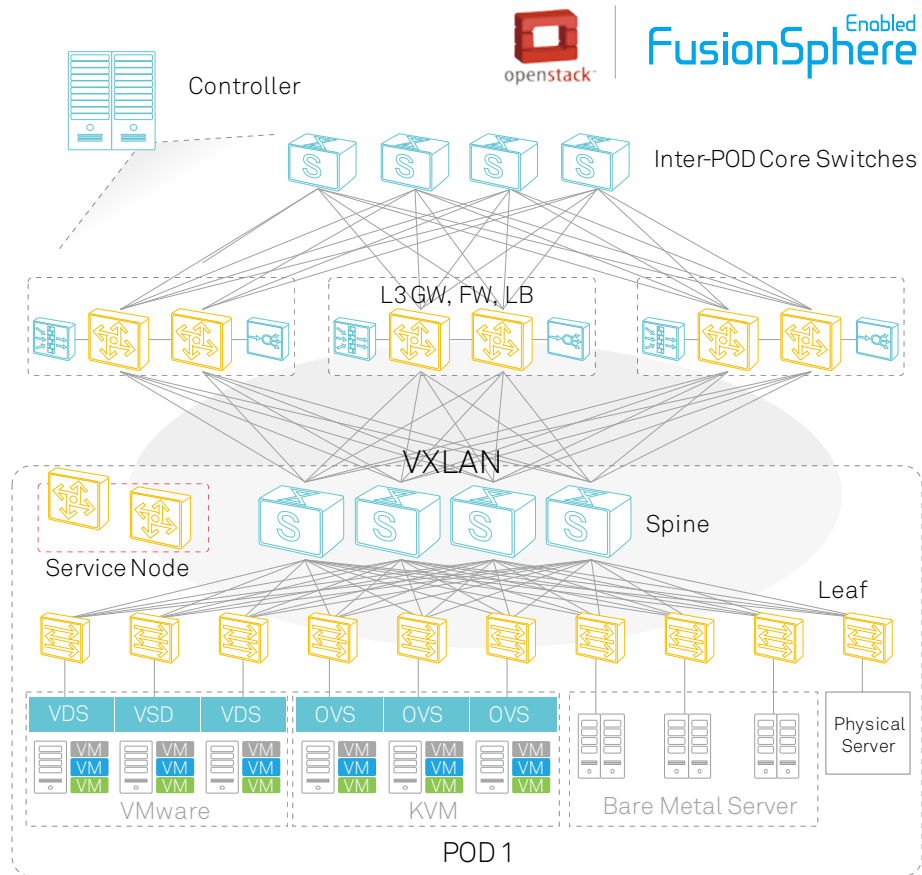 openstack
Enabled
FusionSphere
Controller
Inter-POD Core Switches
S S S S
L3 GW, FW, LB
VXLAN
S S S S
Spine
Service Node
Leaf
VDS VSD VDS OVS OVS OVS
Physical
Server
VM VM VM VM VM VM
VM VM VM VM VM VM
VM VM VM VM VM VM
VMware KVM Bare Metal Server
POD 1